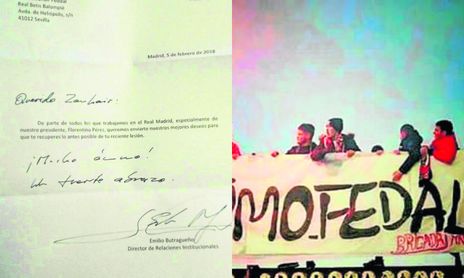 Real Betis Balompié
Avda. de Heliópolis, s/n
41012 Sevilla
Madrid, 5 de febrero de 2018
Querido Zouhair:
De parte de todos los que trabajamos en el Real Madrid, especialmente de
nuestro presidente, Florentino Pérez, queremos enviarte nuestros mejores deseos para
que te recuperes lo antes posible de tu reciente lesión.
¡Mucho ánimo!
Un fuerte abrazo.
Emilio Butragueño
Director de Relaciones Institucionales
MO.FEDAL